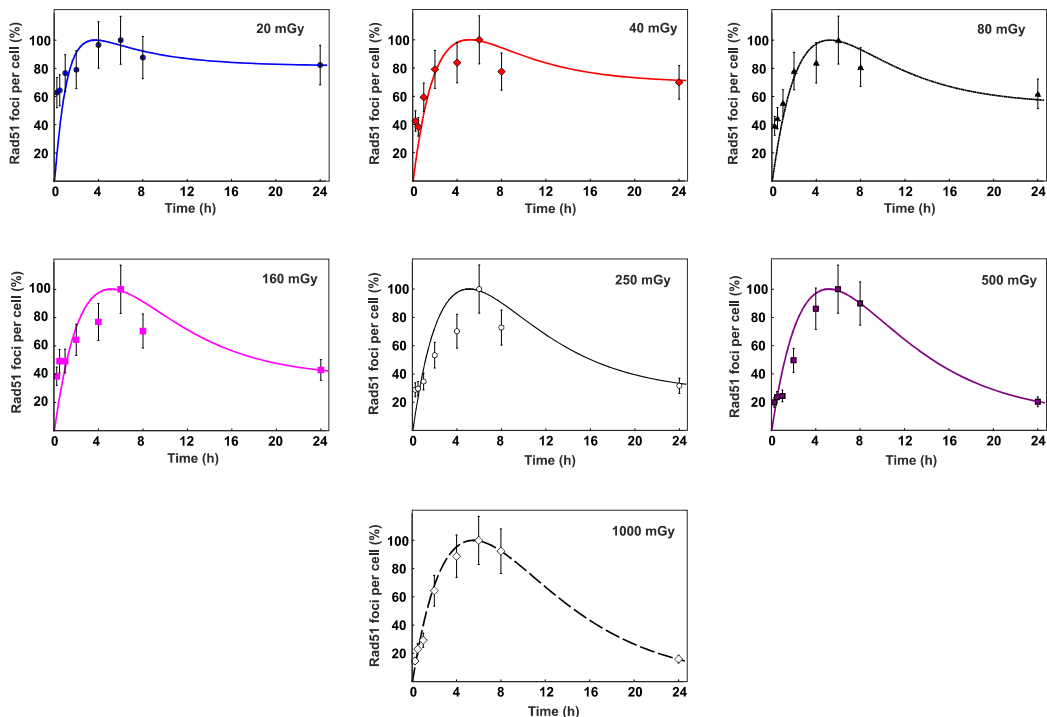 20 mGy
Rad51 foci per cell (%)
100
80
60
40
20
0 4 8 12 16 20 24
Time (h)
40 mGy
Rad51 foci per cell (%)
100
80
60
40
20
0 4 8 12 16 20 24
Time (h)
80 mGy
Rad51 foci per cell (%)
100
80
60
40
20
0 4 8 12 16 20 24
Time (h)
160 mGy
Rad51 foci per cell (%)
100
80
60
40
20
0 4 8 12 16 20 24
Time (h)
250 mGy
Rad51 foci per cell (%)
100
80
60
40
20
0 4 8 12 16 20 24
Time (h)
500 mGy
Rad51 foci per cell (%)
100
80
60
40
20
0 4 8 12 16 20 24
Time (h)
1000 mGy
Rad51 foci per cell (%)
100
80
60
40
20
0 4 8 12 16 20 24
Time (h)